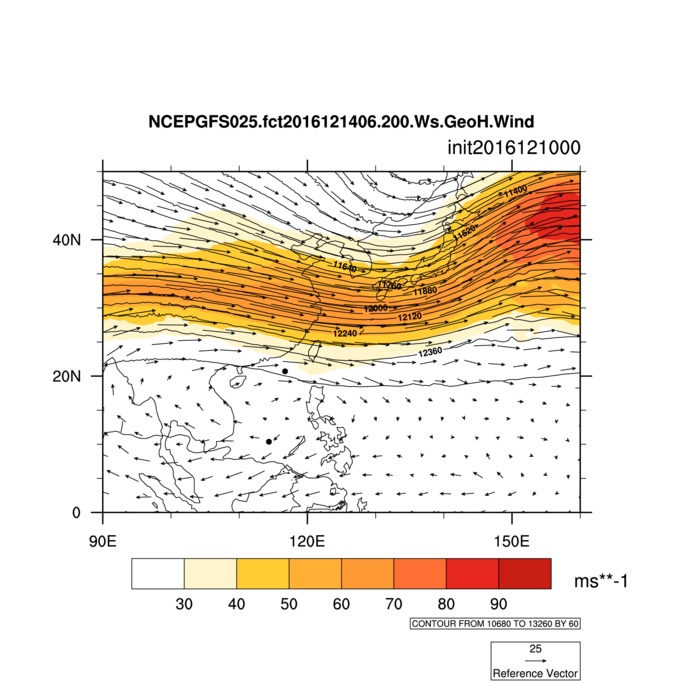 NCEPGFS025.fct2016121406.200.Ws.GeoH.Wind
init2016121000
11400
11520
40N
11640
11760
11880
12000
12120
12240
12360
20N
0
90E 120E 150E
ms**-1
30 40 50 60 70 80 90
CONTOUR FROM 10680 TO 13260 BY 60
25
Reference Vector